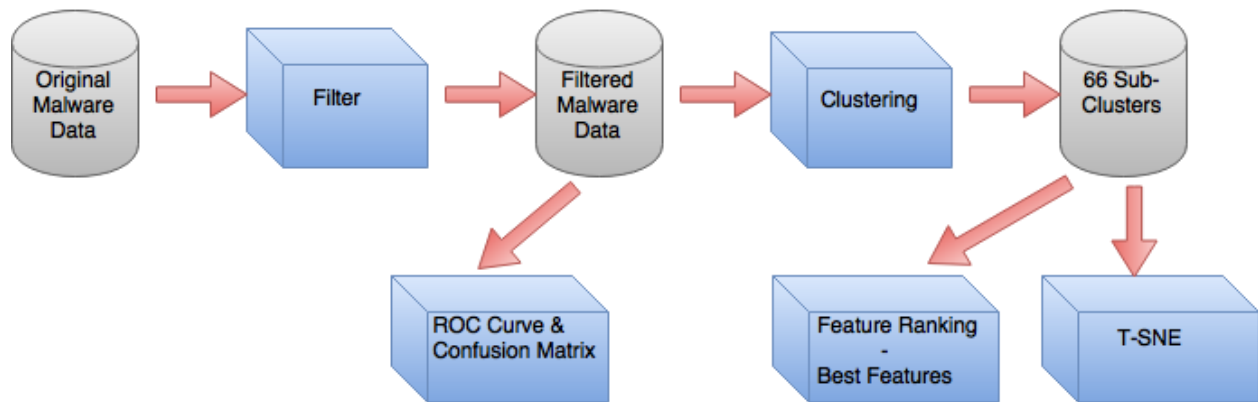 Original
Malware
Data
Filter
Filtered
Malware
Data
Clustering
66 Sub-
Clusters
ROC Curve &
Confusion Matrix
Feature Ranking
-
Best Features
T-SNE